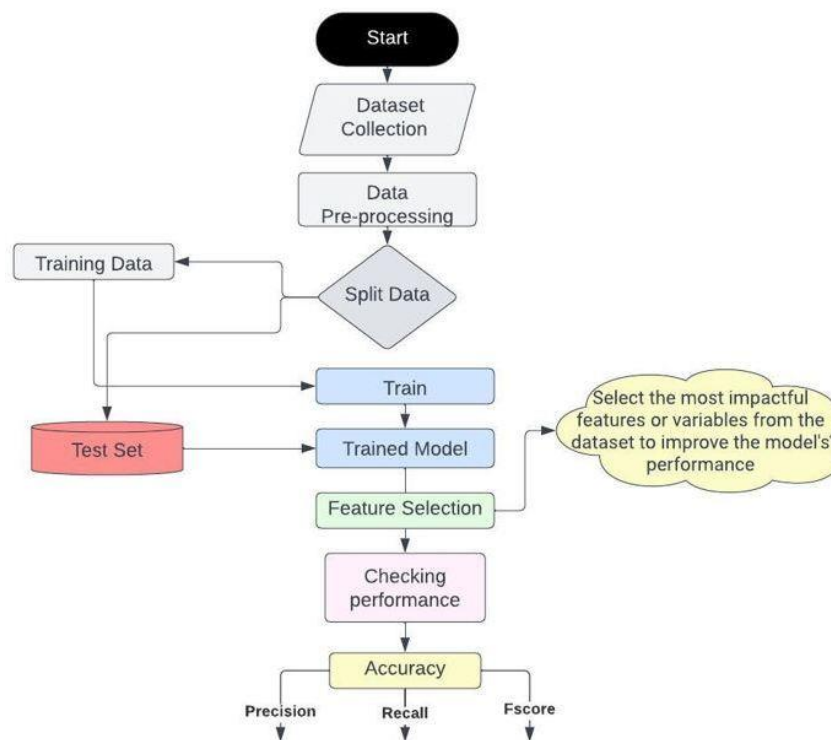 Start
Dataset
Collection
Data
Pre-processing
Training Data
Split Data
Train
Select the most impactful
features or variables from the
dataset to improve the model's'
performance
Test Set
Trained Model
Feature Selection
Checking
performance
Accuracy
Precision
Recall
Fscore